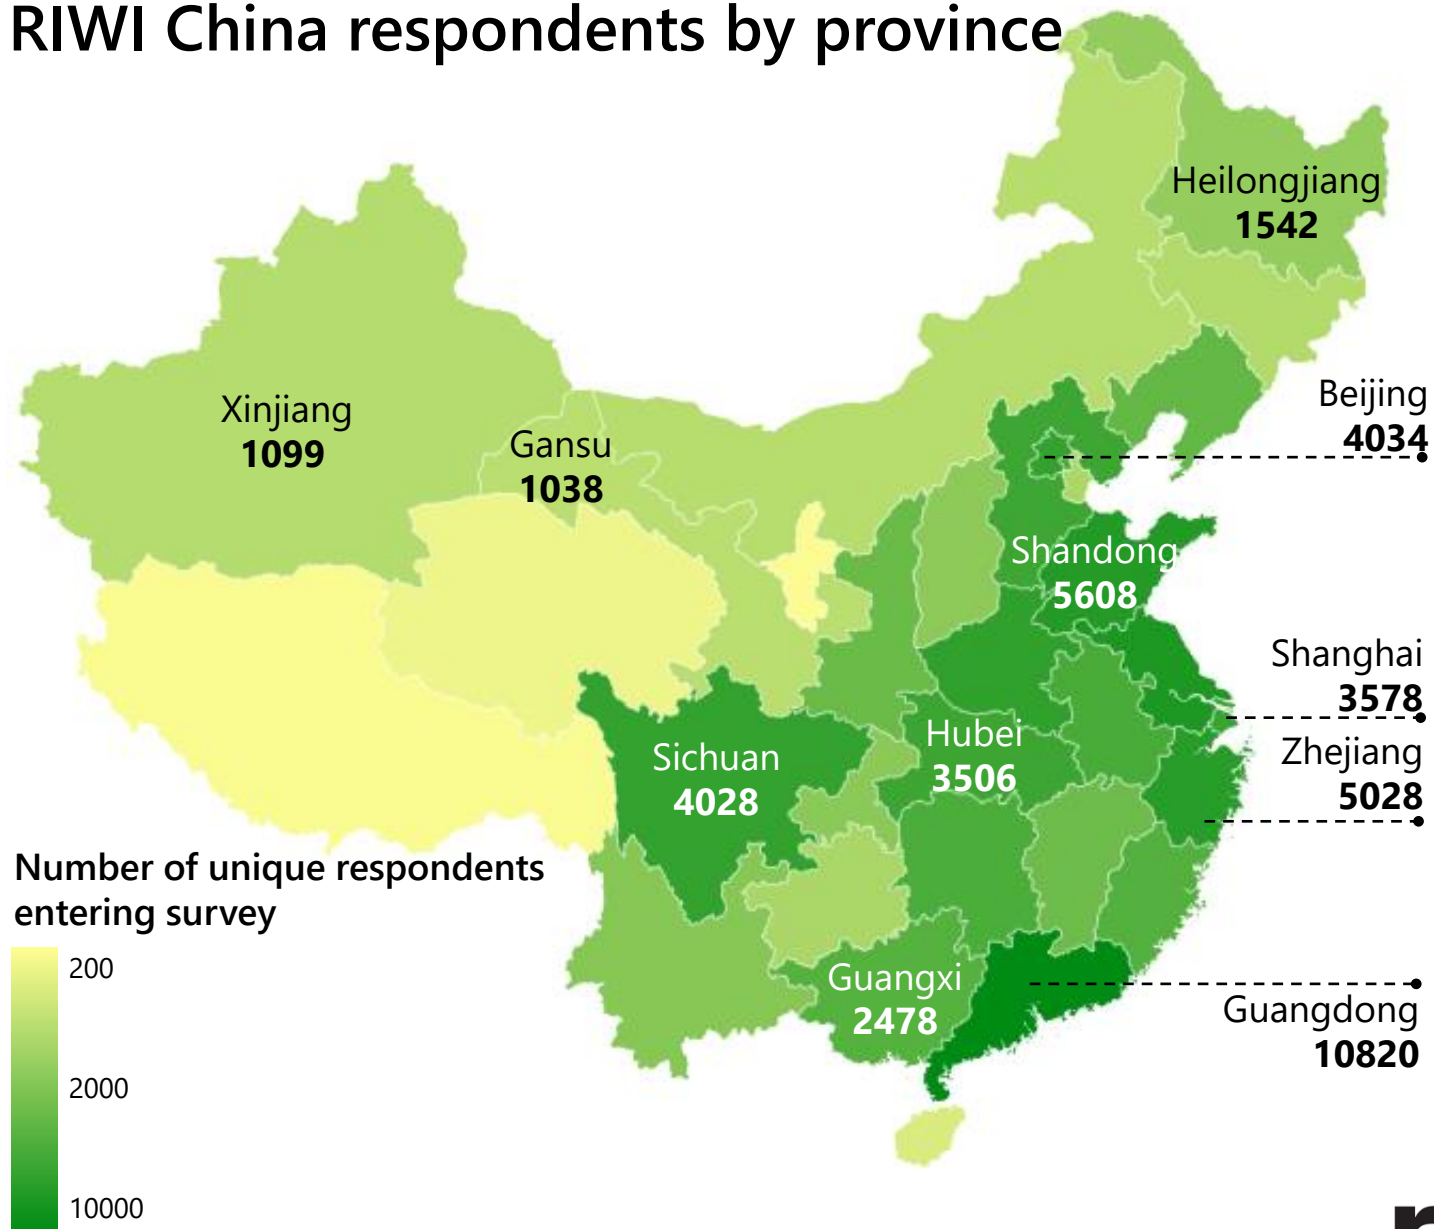 RIWI China respondents by province
Heilongjiang
1542
Xinjiang
1099
Gansu
1038
Beijing
4034
Shandong
5608
Shanghai
3578
Zhejiang
5028
Hubei
3506
Sichuan
4028
Guangxi
2478
Guangdong
10820
Number of unique respondents
entering survey
200
2000
10000